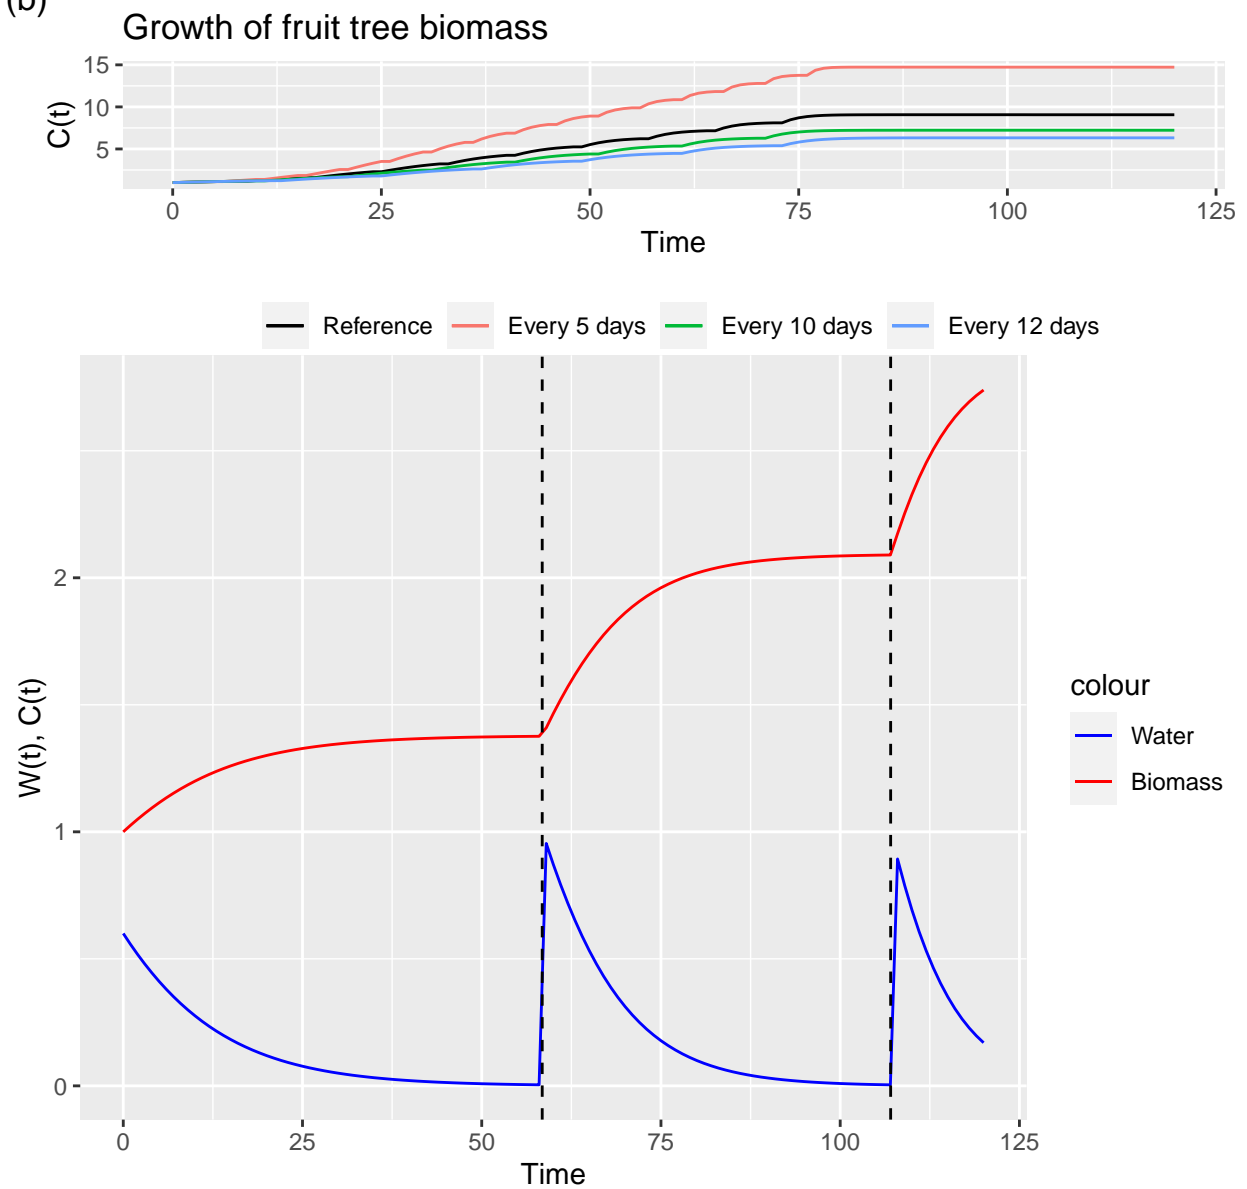 (b)
Growth of fruit tree biomass
15
10
5
C(t)
0 25 50 75 100 125
Time
Reference Every 5 days Every 10 days Every 12 days
2
1
0
W(t), C(t)
colour
Water
Biomass
0 25 50 75 100 125
Time